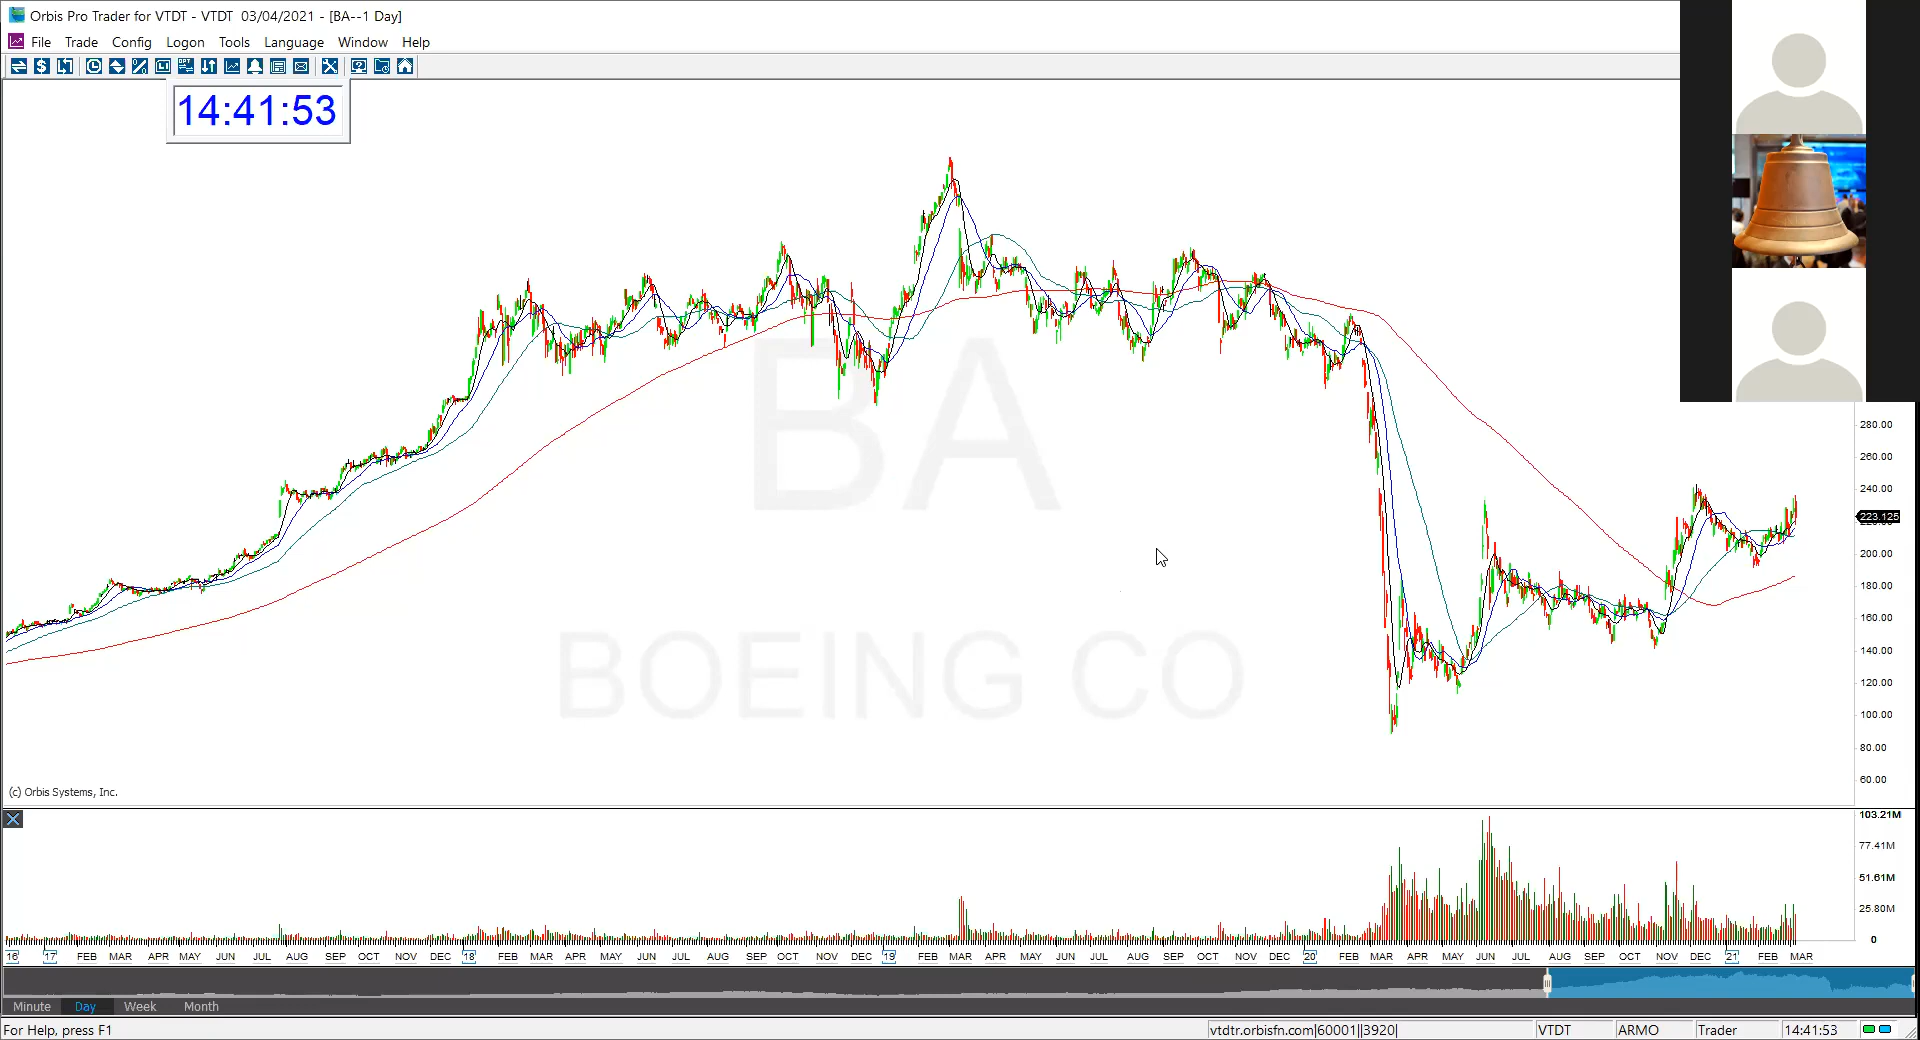 Orbis Pro Trader for VTDT - VTDT 03/04/2021 - [BA--1 Day]
File Trade Config Logon Tools Language Window Help
14:41:53
BA
BOEING CO
280.00
260.00
240.00
223.125
200.00
180.00
160.00
140.00
120.00
100.00
80.00
60.00
(c) Orbis Systems, Inc.
103.21M
77.41M
51.61M
25.80M
0
16 17 FEB MAR APR MAY JUN JUL AUG SEP OCT NOV DEC 18 FEB MAR APR MAY JUN JUL AUG SEP OCT NOV DEC 19 FEB MAR APR MAY JUN JUL AUG SEP OCT NOV DEC 20 FEB MAR APR MAY JUN JUL AUG SEP OCT NOV DEC 21 FEB MAR
Minute Day Week Month
For Help, press F1 vtdtr.orbisfn.com|60001||3920| VTDT ARMO Trader 14:41:53